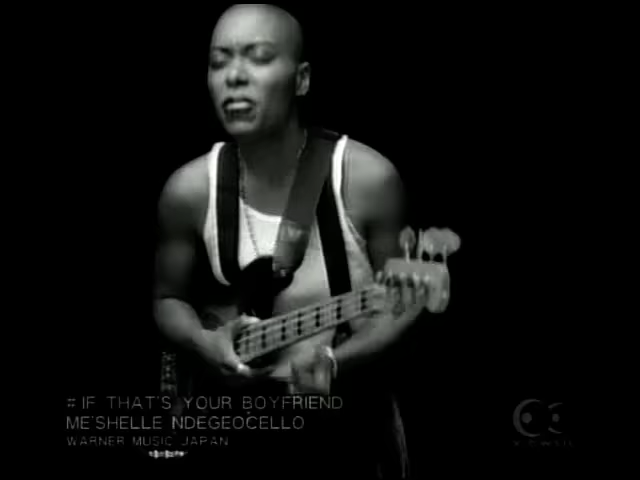 #IF THAT'S YOUR BOYFRIEND
ME'SHELLE NDEGEOCELLO
WARNER MUSIC JAPAN